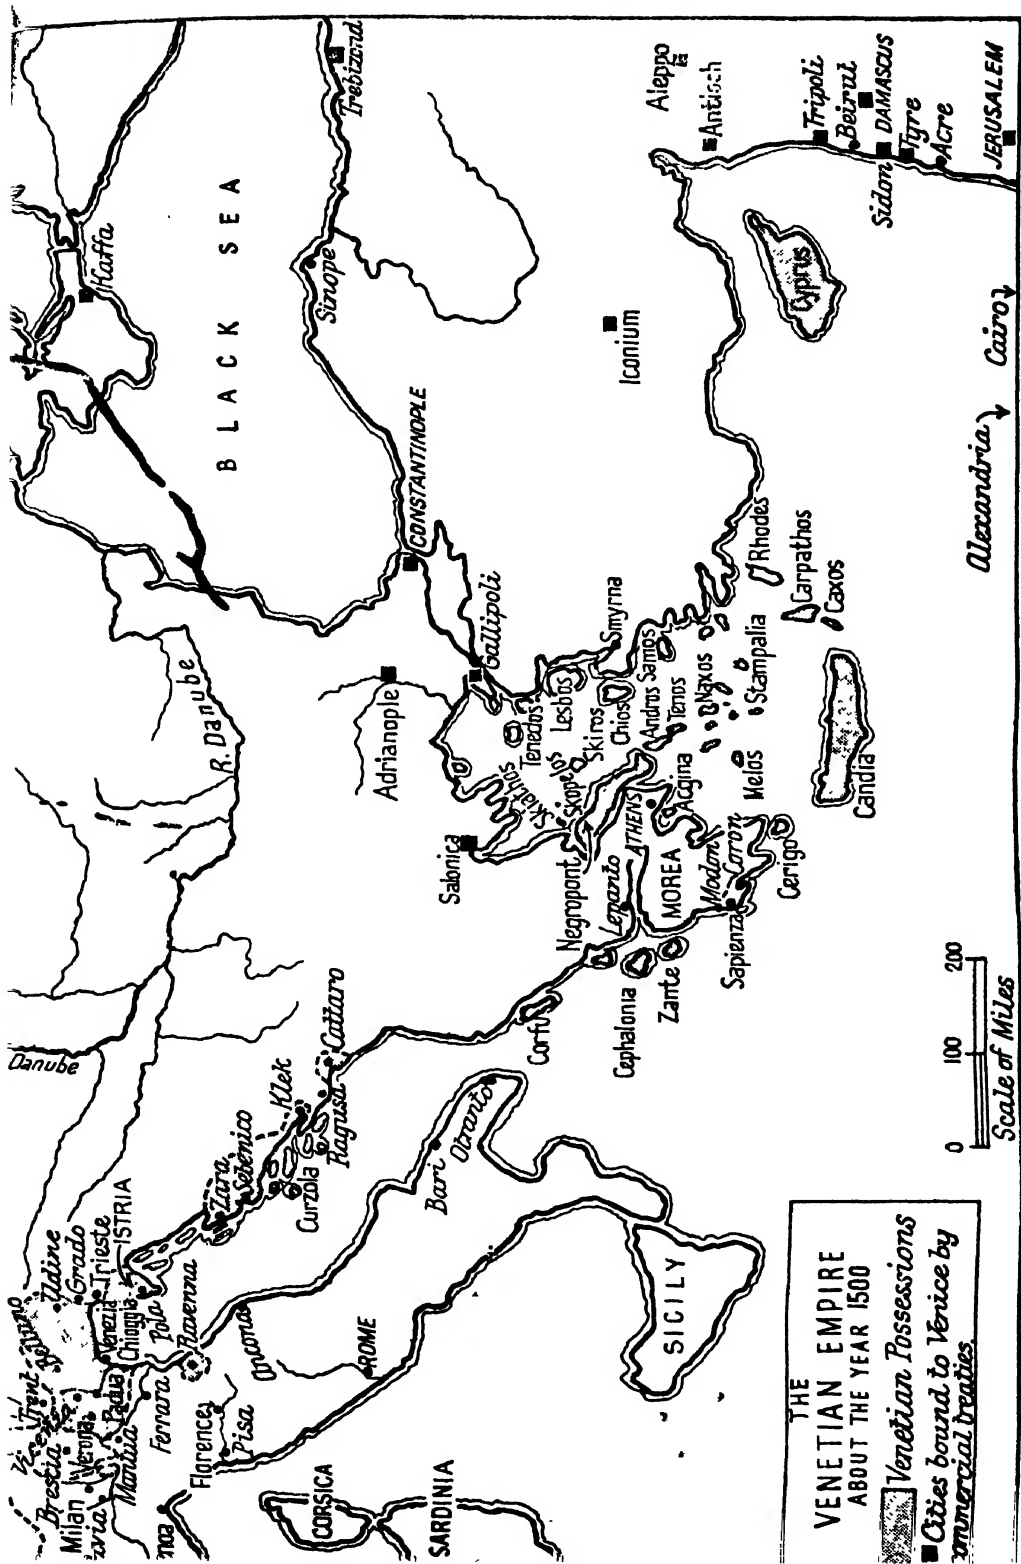 THE
VENETIAN EMPIRE
ABOUT THE YEAR 1500
Venetian Possessions
Cities bound to Venice by
ommercial treaties
0 100 200
Scale of Miles
BLACK SEA
Kaffa
Trebizond
Sinope
CONSTANTINOPLE
Gallipoli
Adrianople
Salonica
R. Danube
Danube
Iconium
Aleppo
Antioch
Tripoli
Beirut
DAMASCUS
Sidon
Tyre
Acre
JERUSALEM
Cairo
Alexandria
Cyprus
Rhodes
Carpathos
Caxos
Stampalia
Candia
Smyrna
Samos
Naxos
Tenos
Andros
Chios
Skiros
Lesbos
Tenedos
Skiathos
Skopelos
Negropont
ATHENS
Aegina
Melos
Lepanto
MOREA
Modon
Coron
Cerigo
Sapienza
Zante
Cephalonia
Corfu
Cattaro
Ragusa
Klek
Curzola
Sebenico
Zara
ISTRIA
Trieste
Grado
Udine
Venezia
Chioggia
Pola
Ravenna
Ancona
Trent
Brescia
Verona
Padua
Mantua
Ferrara
Milan
avia
noa
Florence
Pisa
ROME
Bari
Otranto
SICILY
CORSICA
SARDINIA